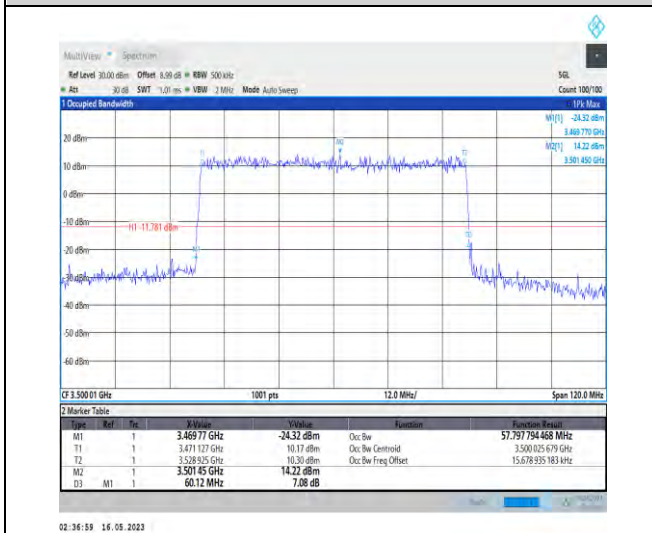 MultiView Spectrum
Ref Level 30.00 dBm Offset 8.99 dB RBW 500 kHz SGL
Att 30 dB SWT 1.01 ms VBW 2 MHz Mode Auto Sweep Count 100/100
1 Occupied Bandwidth 1Pk Max
M1[1] -24.32 dBm
3.469 770 GHz
M2[1] 14.22 dBm
3.501 450 GHz
20 dBm
M2
T1
T2
10 dBm
0 dBm
-10 dBm
H1 -11.781 dBm
-20 dBm
-30 dBm
-40 dBm
-50 dBm
-60 dBm
CF 3.500 01 GHz 1001 pts 12.0 MHz/ Span 120.0 MHz
2 Marker Table
Type Ref Trc X-Value Y-Value Function Function Result
M1 1 3.469 77 GHz -24.32 dBm Occ Bw 57.797 794 468 MHz
T1 1 3.471 127 GHz 10.17 dBm Occ Bw Centroid 3.500 025 679 GHz
T2 1 3.528 925 GHz 10.30 dBm Occ Bw Freq Offset 15.678 935 183 kHz
M2 1 3.501 45 GHz 14.22 dBm
D3 M1 1 60.12 MHz 7.08 dB
02:36:59 16.05.2023